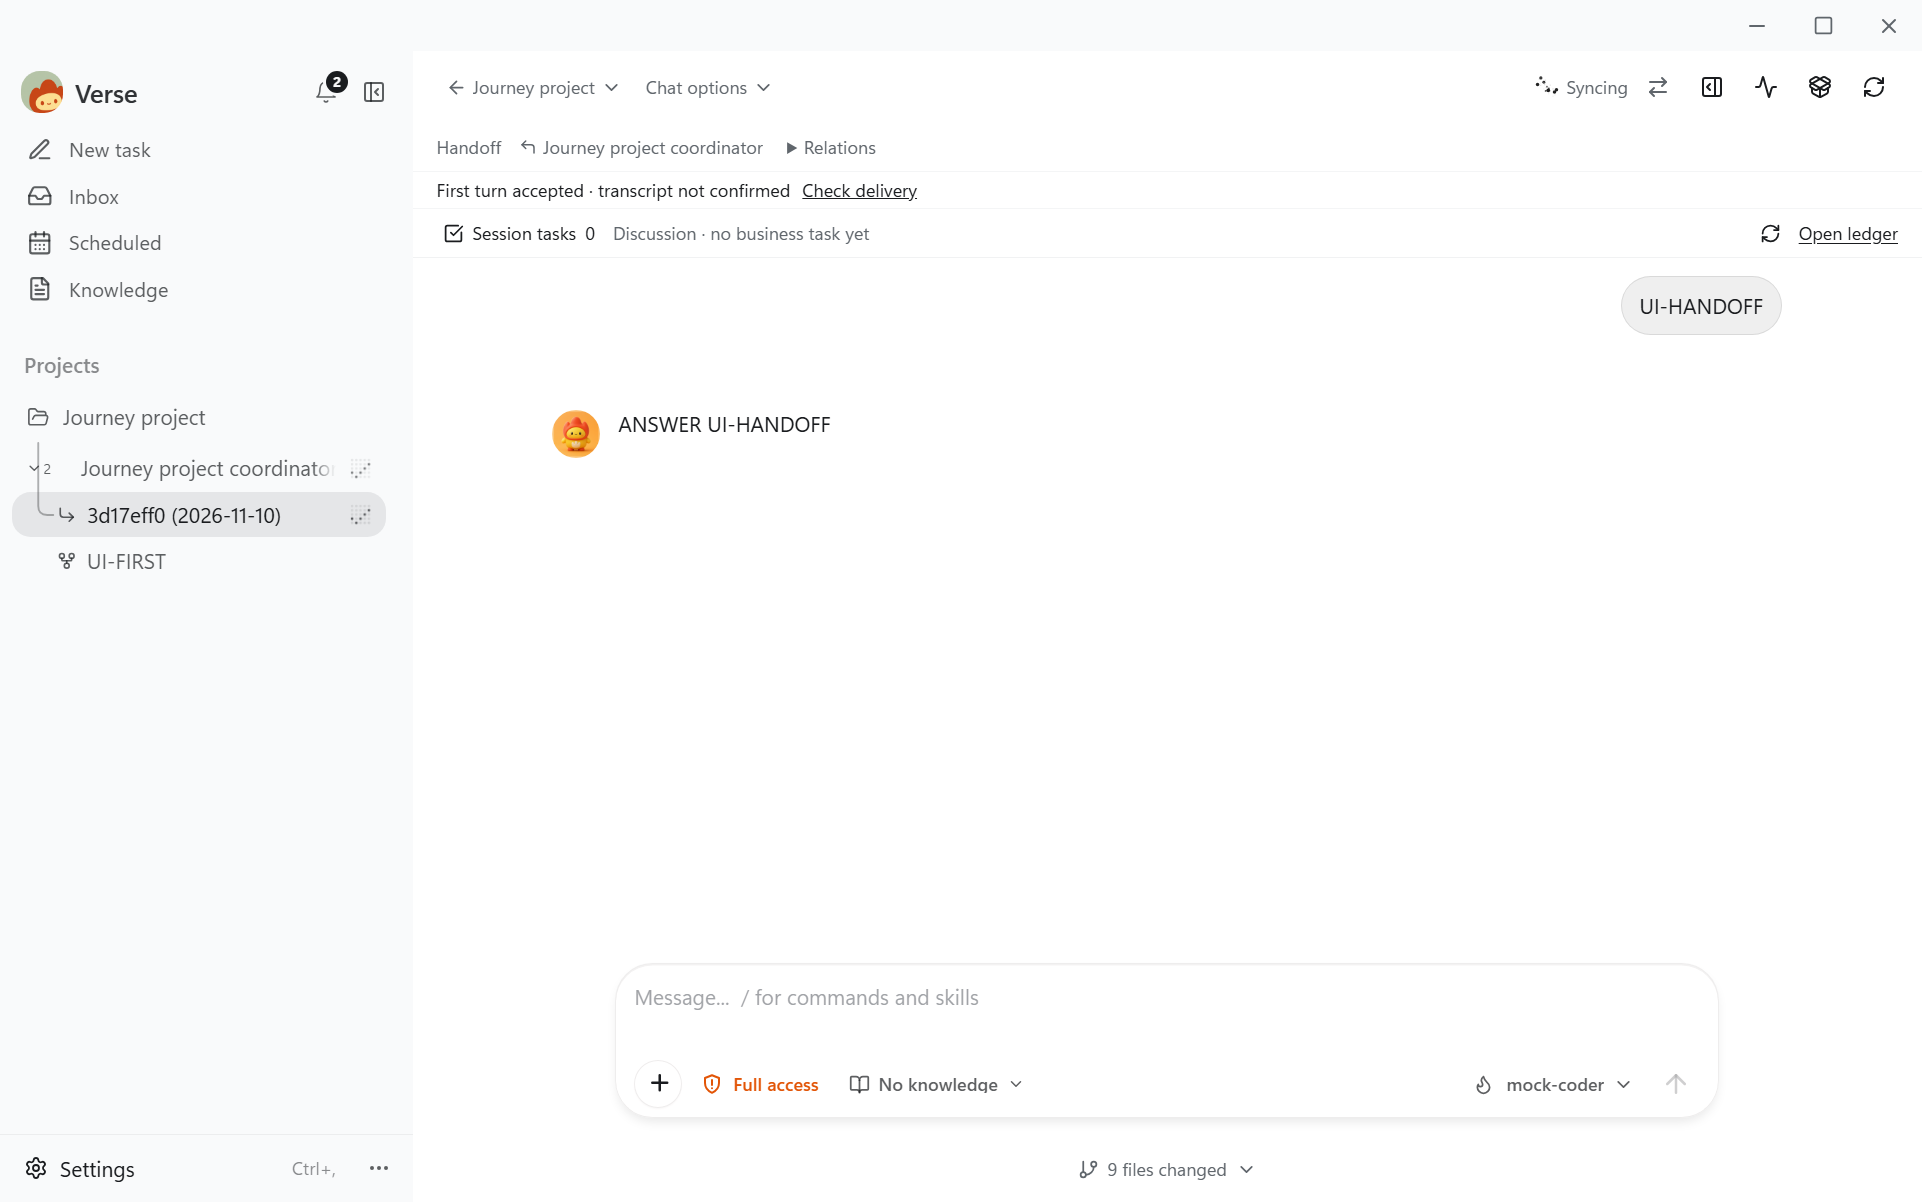 Verse
2
New task
Inbox
Scheduled
Knowledge
Projects
Journey project
2 Journey project coordinator
3d17eff0 (2026-11-10)
UI-FIRST
Settings Ctrl+,
Journey project Chat options Syncing
Handoff Journey project coordinator Relations
First turn accepted · transcript not confirmed Check delivery
Session tasks 0 Discussion · no business task yet Open ledger
UI-HANDOFF
ANSWER UI-HANDOFF
Message... / for commands and skills
Full access No knowledge mock-coder
9 files changed